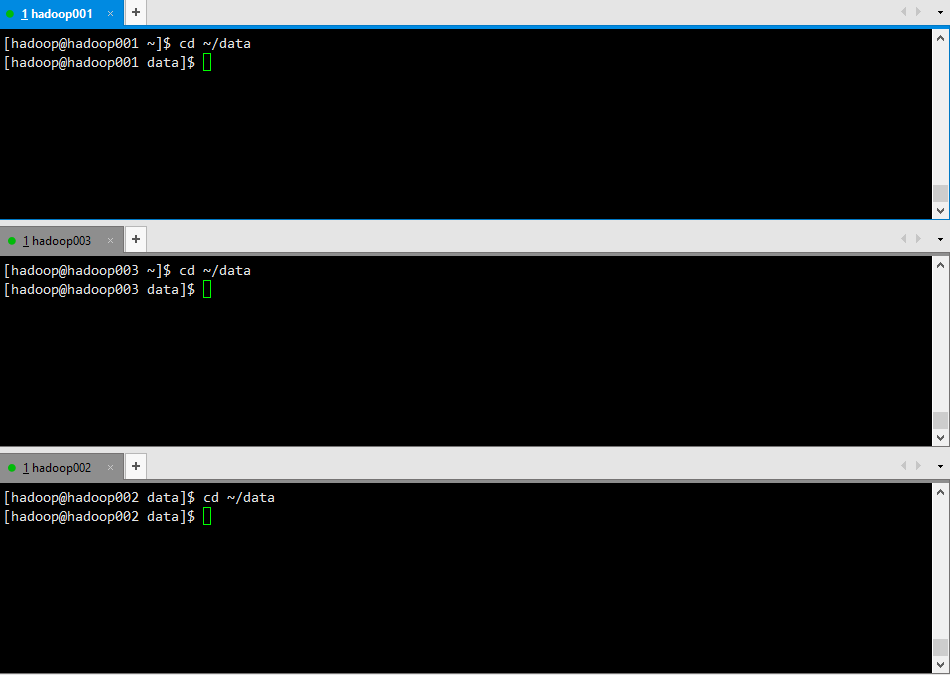 1 hadoop001
[hadoop@hadoop001 ~]$ cd ~/data
[hadoop@hadoop001 data]$
1 hadoop003
[hadoop@hadoop003 ~]$ cd ~/data
[hadoop@hadoop003 data]$
1 hadoop002
[hadoop@hadoop002 data]$ cd ~/data
[hadoop@hadoop002 data]$